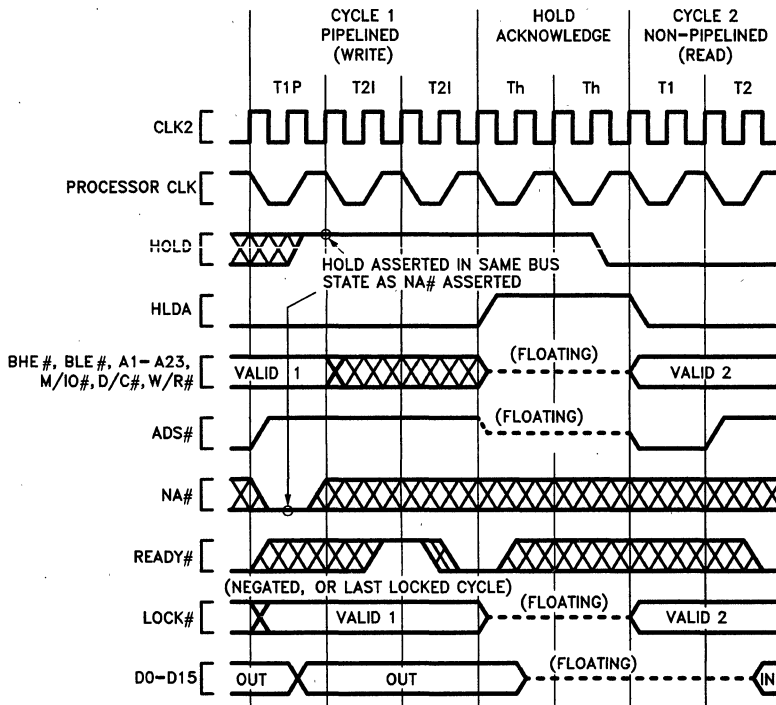 CYCLE 1
PIPELINED
(WRITE)
HOLD
ACKNOWLEDGE
CYCLE 2
NON-PIPELINED
(READ)
T1P T2I T2I Th Th T1 T2
CLK2
PROCESSOR CLK
HOLD
HOLD ASSERTED IN SAME BUS
STATE AS NA# ASSERTED
HLDA
BHE#, BLE#, A1-A23,
M/IO#, D/C#, W/R#
VALID 1 (FLOATING) VALID 2
ADS# (FLOATING)
NA#
READY#
(NEGATED, OR LAST LOCKED CYCLE)
LOCK# VALID 1 (FLOATING) VALID 2
D0-D15 OUT OUT (FLOATING) IN